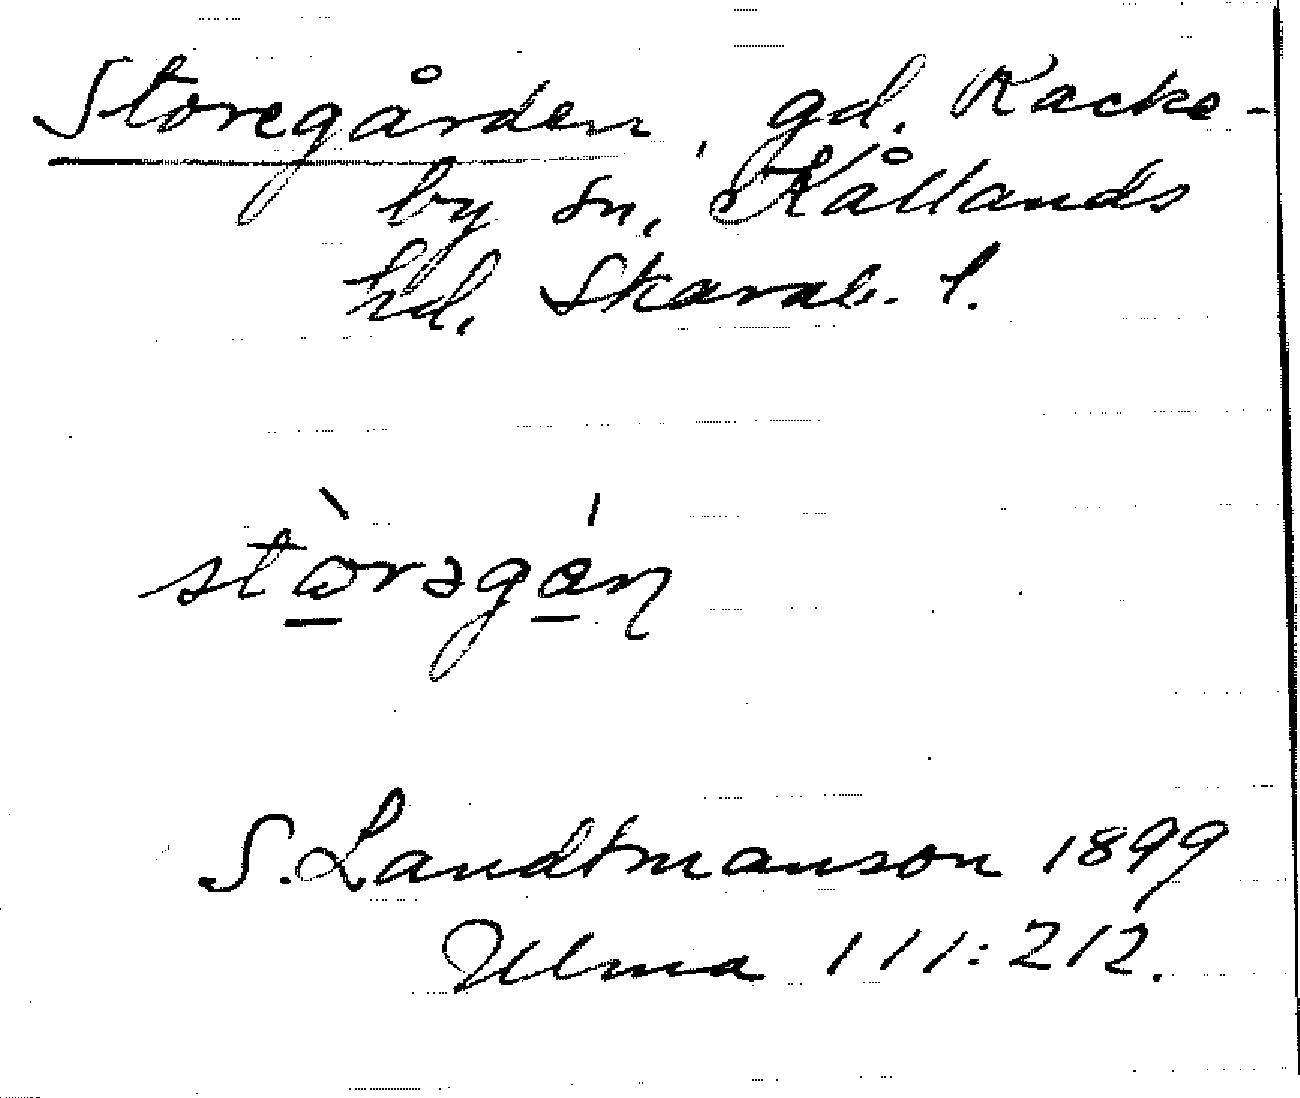 Storegården, gd. Racke-
by sn, Kållands
hd, Skarab. l.
stòrəgán
S. Landtmanson 1899
Ulma 111:212.